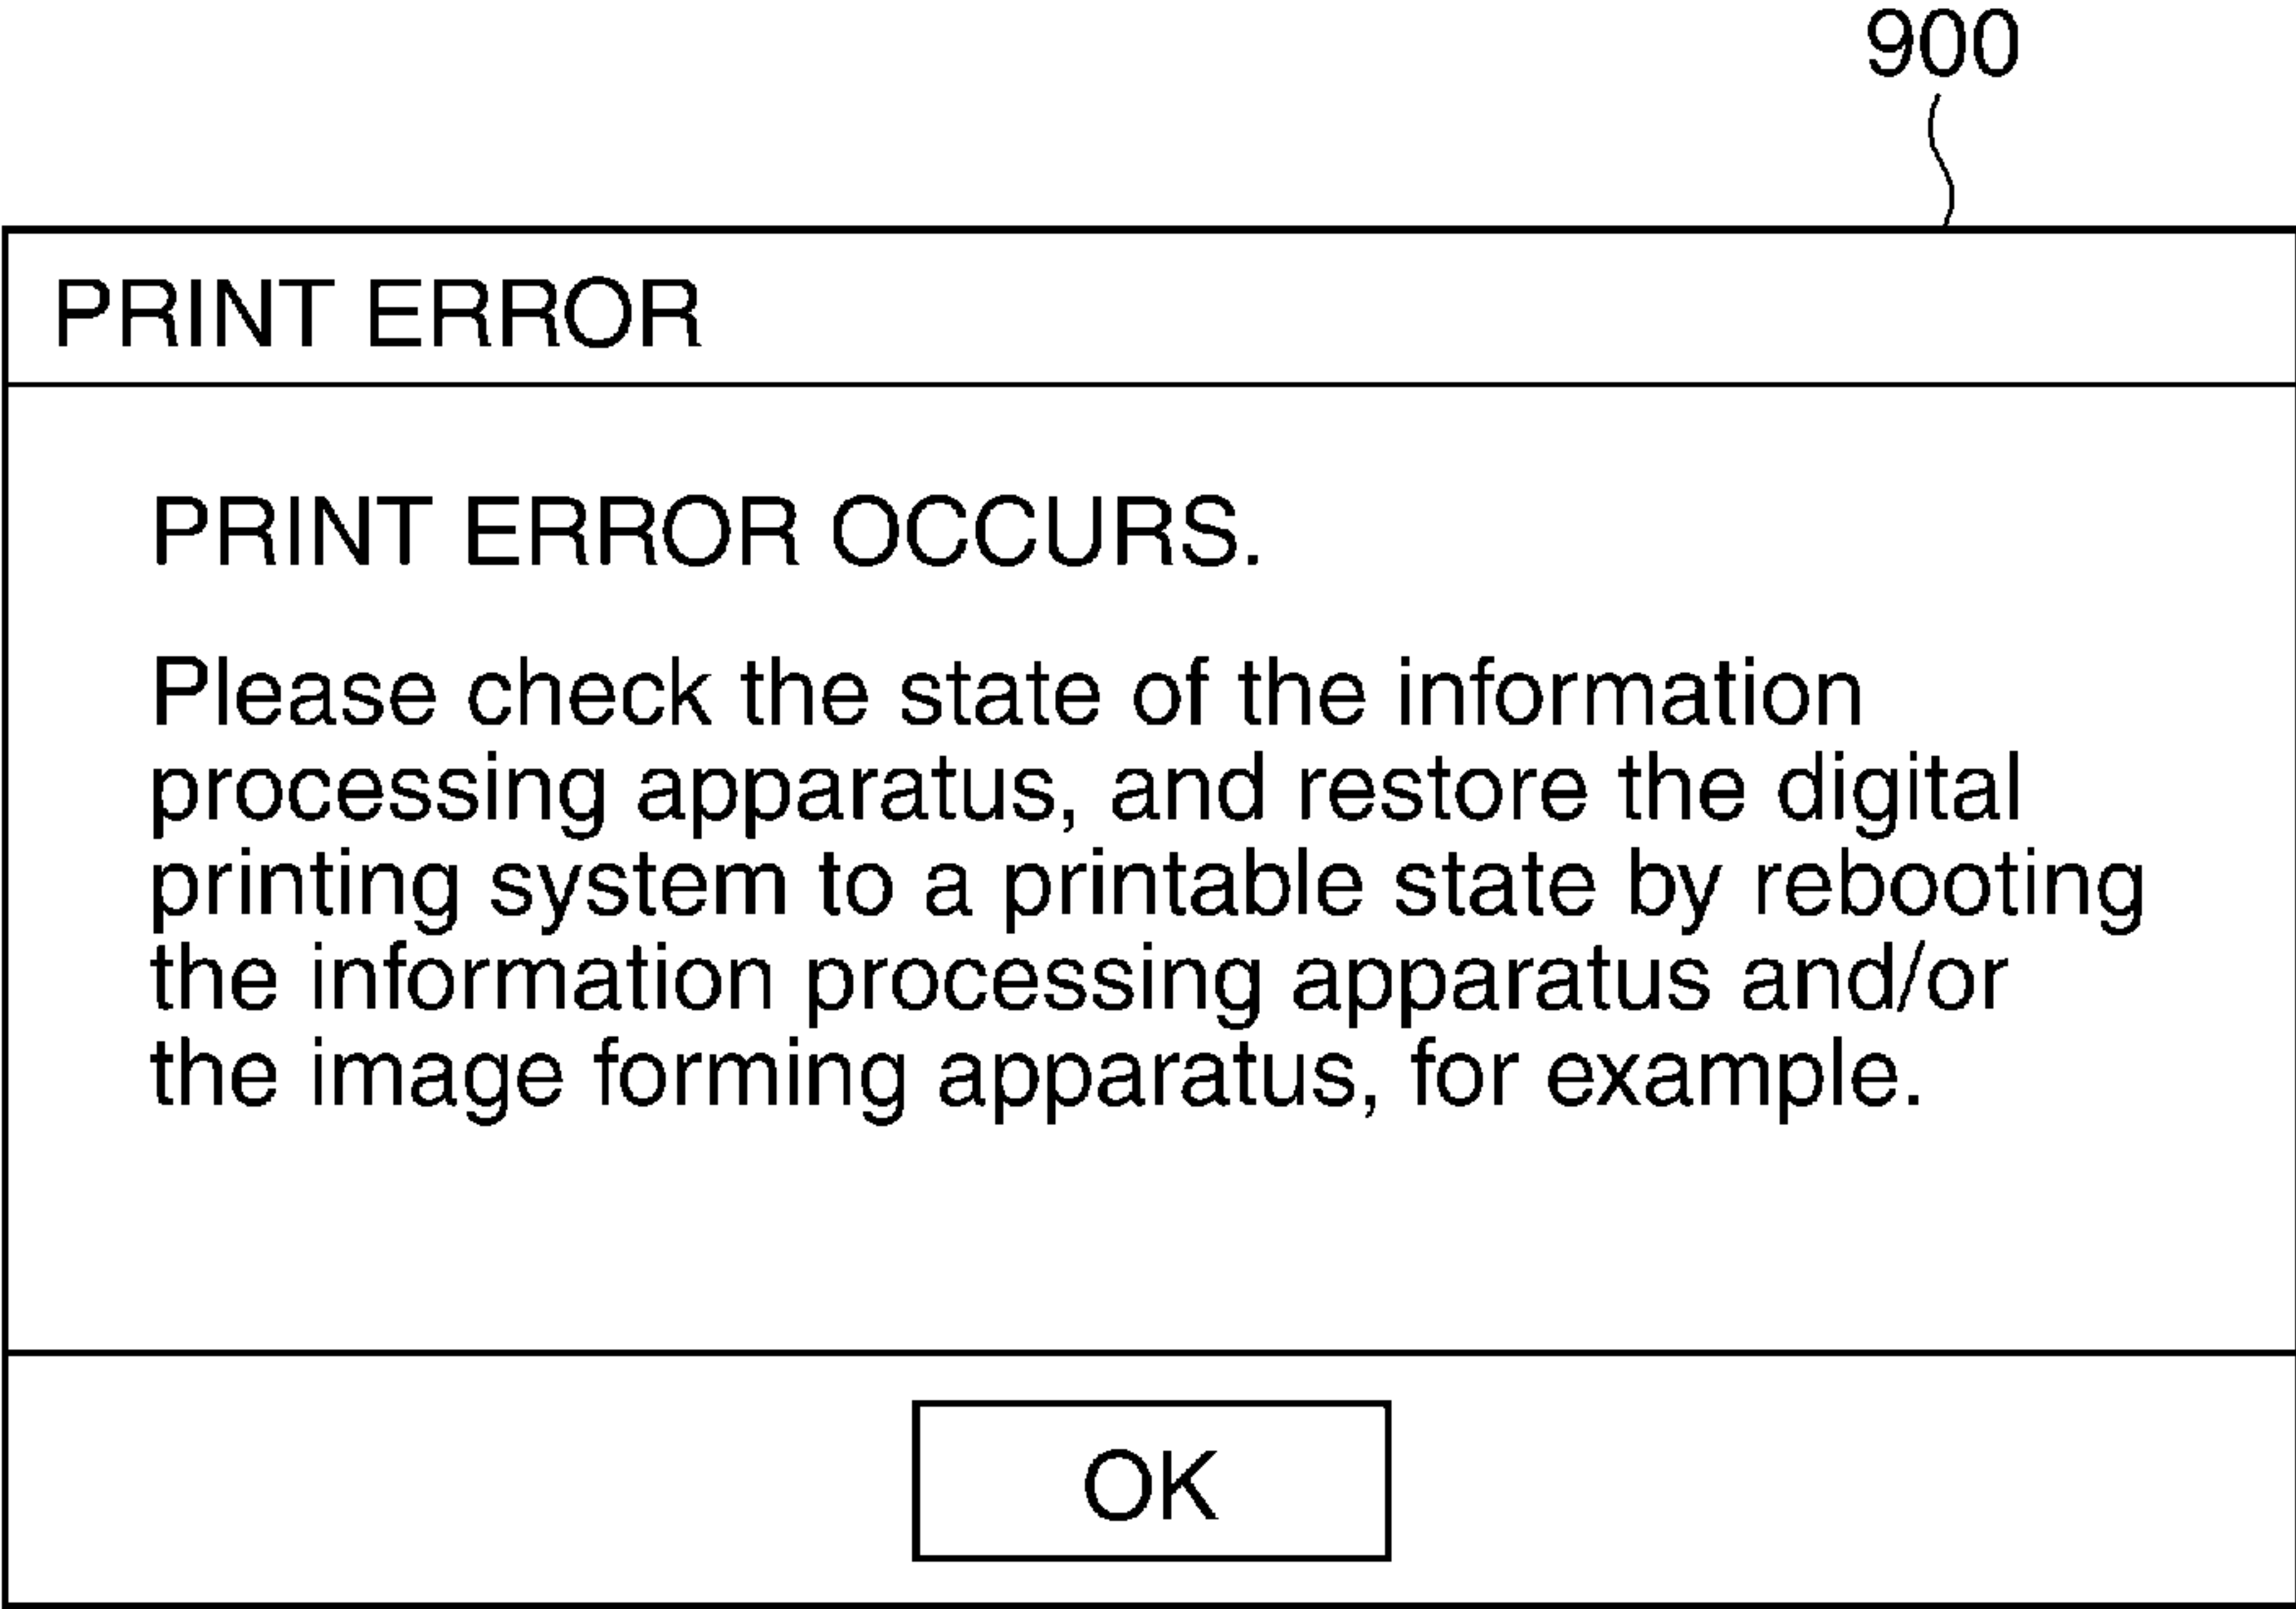 900
PRINT ERROR
PRINT ERROR OCCURS.
Please check the state of the information
processing apparatus, and restore the digital
printing system to a printable state by rebooting
the information processing apparatus and/or
the image forming apparatus, for example.
OK